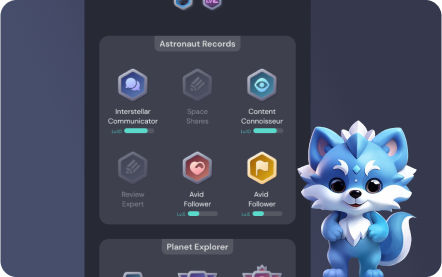 Astronaut Records
Interstellar
Communicator
Lv.10
Space
Shares
Content
Connoisseur
Lv.10
Review
Expert
Avid
Follower
Lv.5
Avid
Follower
Lv.5
Planet Explorer